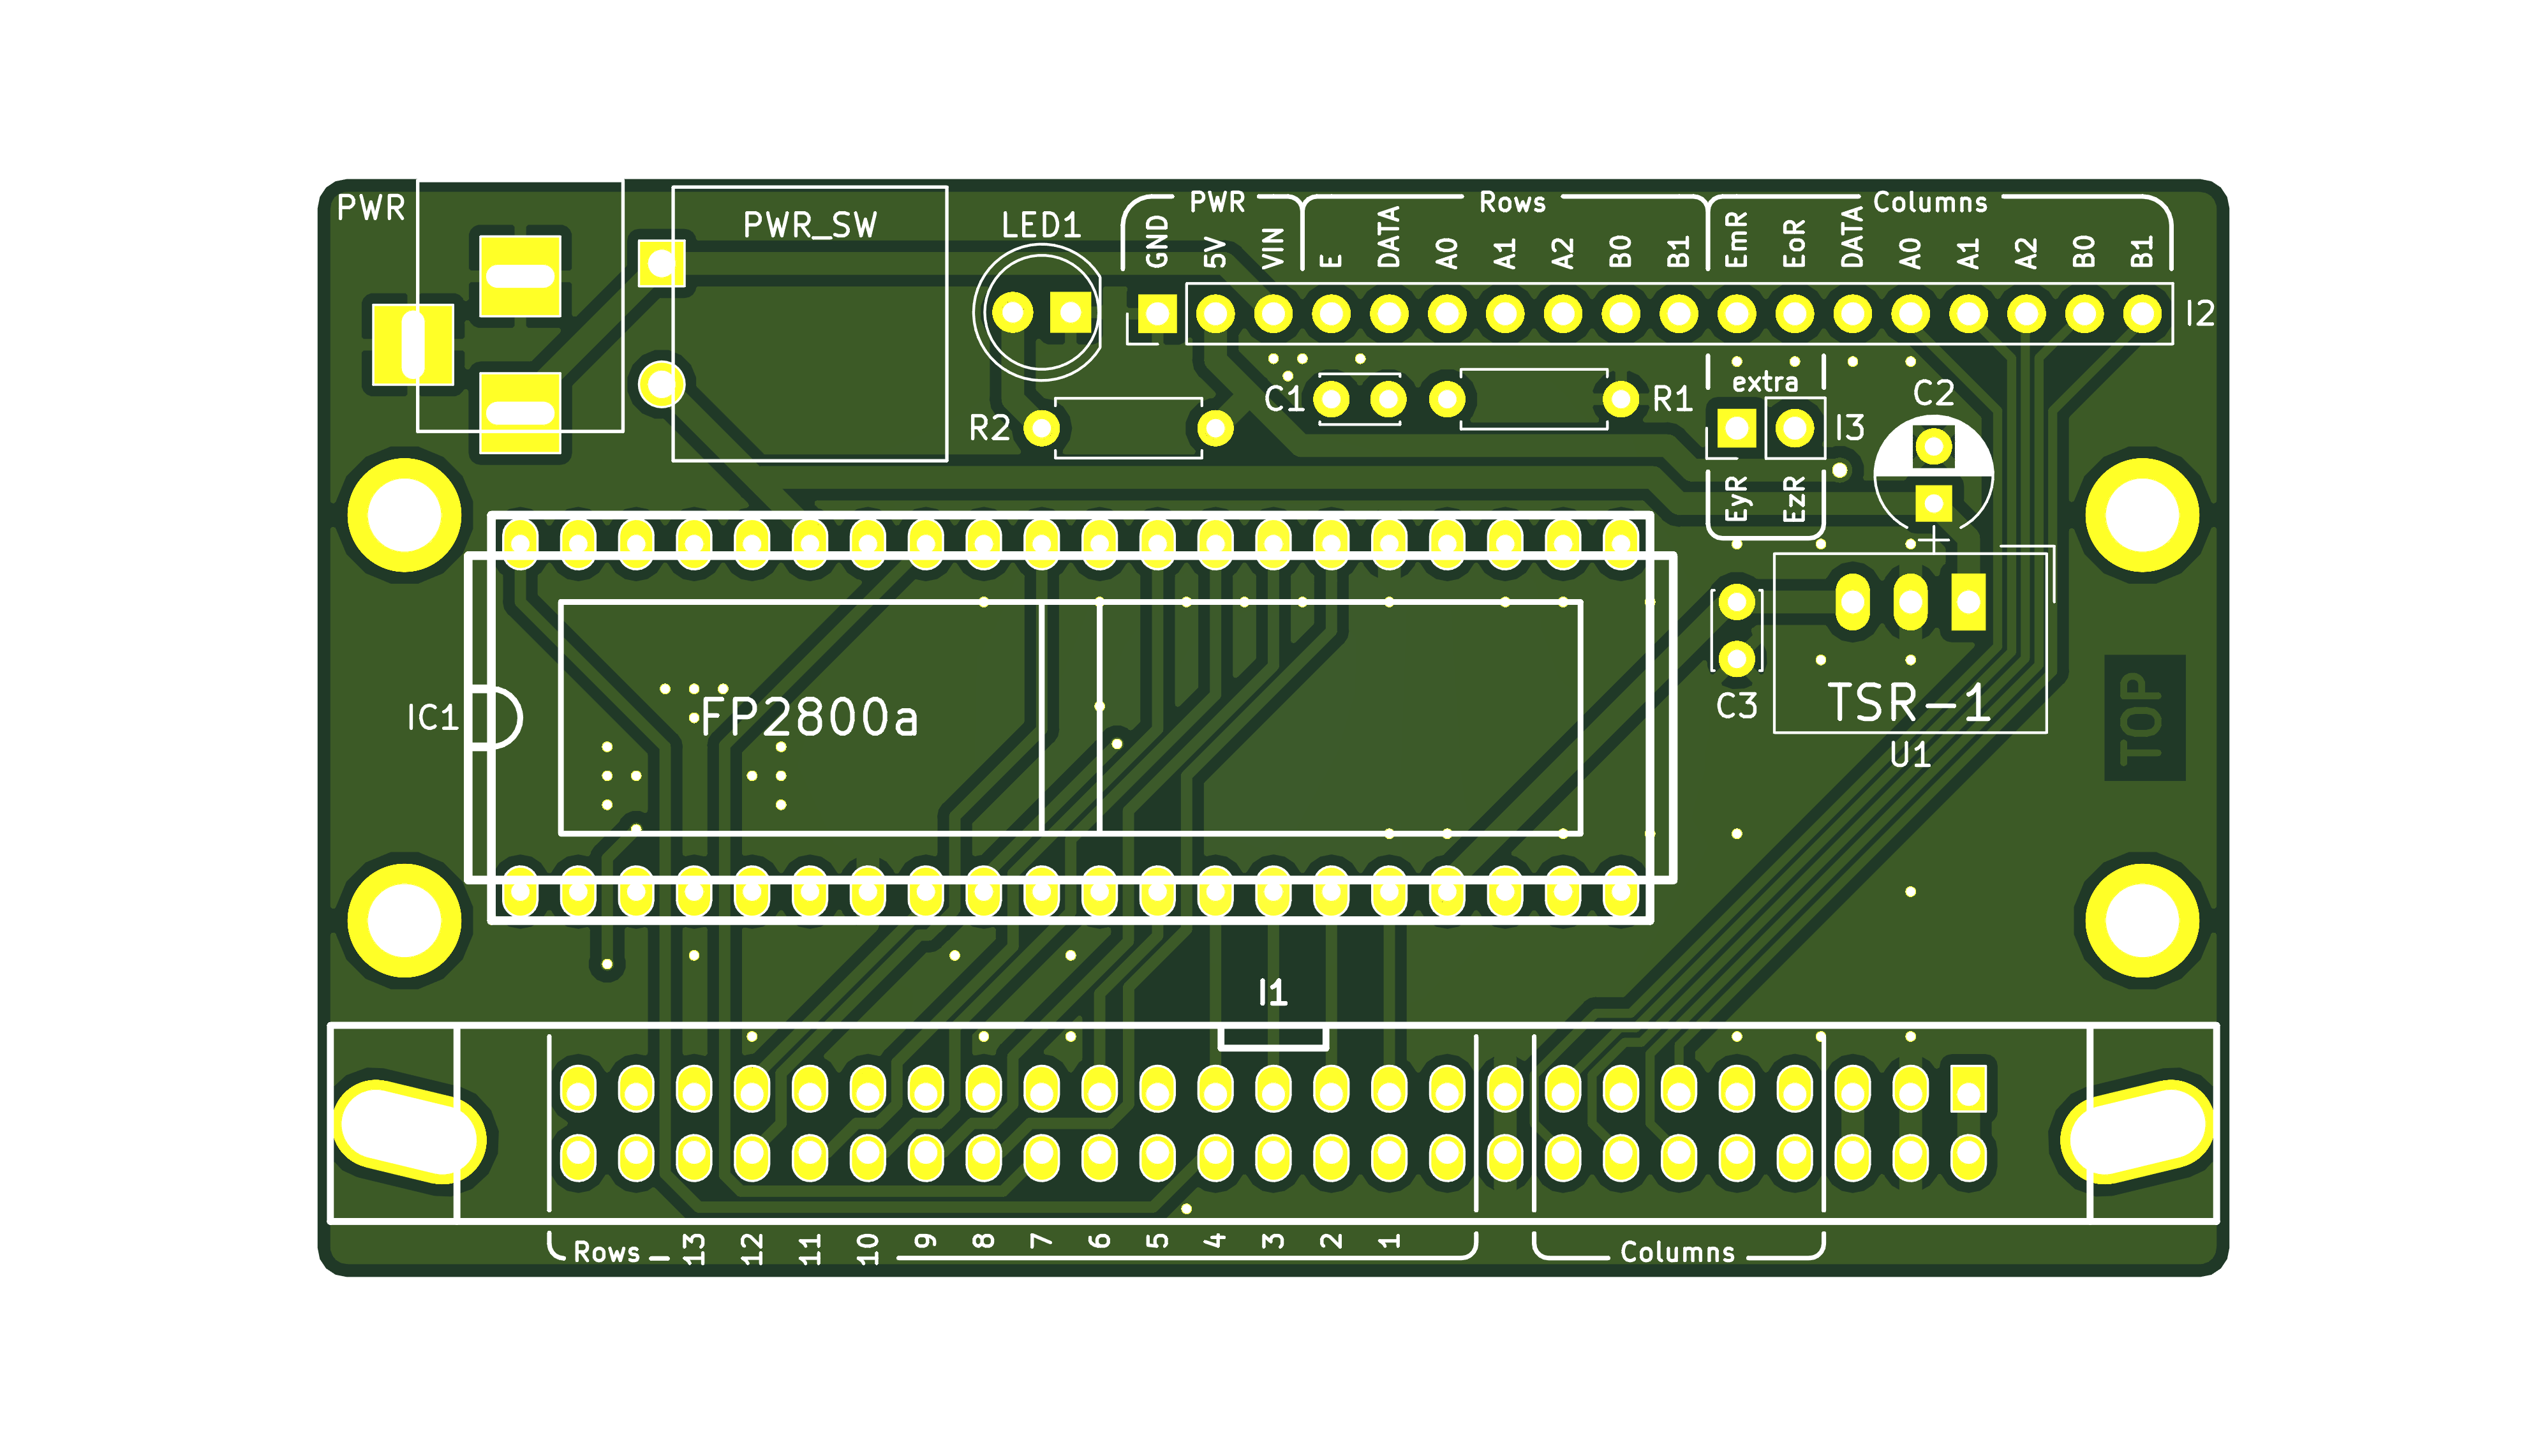 PWR
PWR_SW
LED1
PWR
Rows
Columns
GND
5V
VIN
E
DATA
A0
A1
A2
B0
B1
EmR
EoR
DATA
A0
A1
A2
B0
B1
I2
extra
C1
R1
R2
I3
C2
EyR
EzR
+
IC1
FP2800a
C3
TSR-1
U1
TOP
I1
Rows
13
12
11
10
9
8
7
6
5
4
3
2
1
Columns